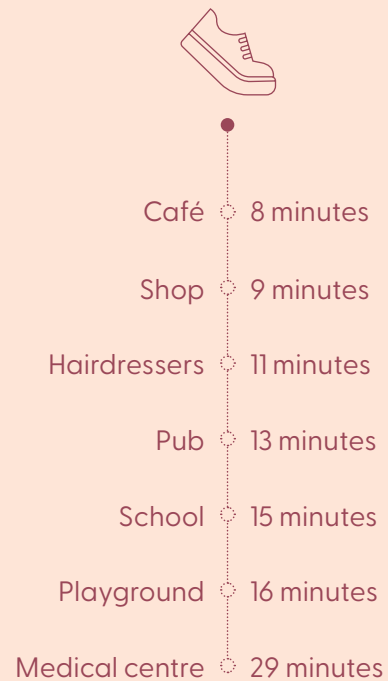 Café 8 minutes
Shop 9 minutes
Hairdressers 11 minutes
Pub 13 minutes
School 15 minutes
Playground 16 minutes
Medical centre 29 minutes